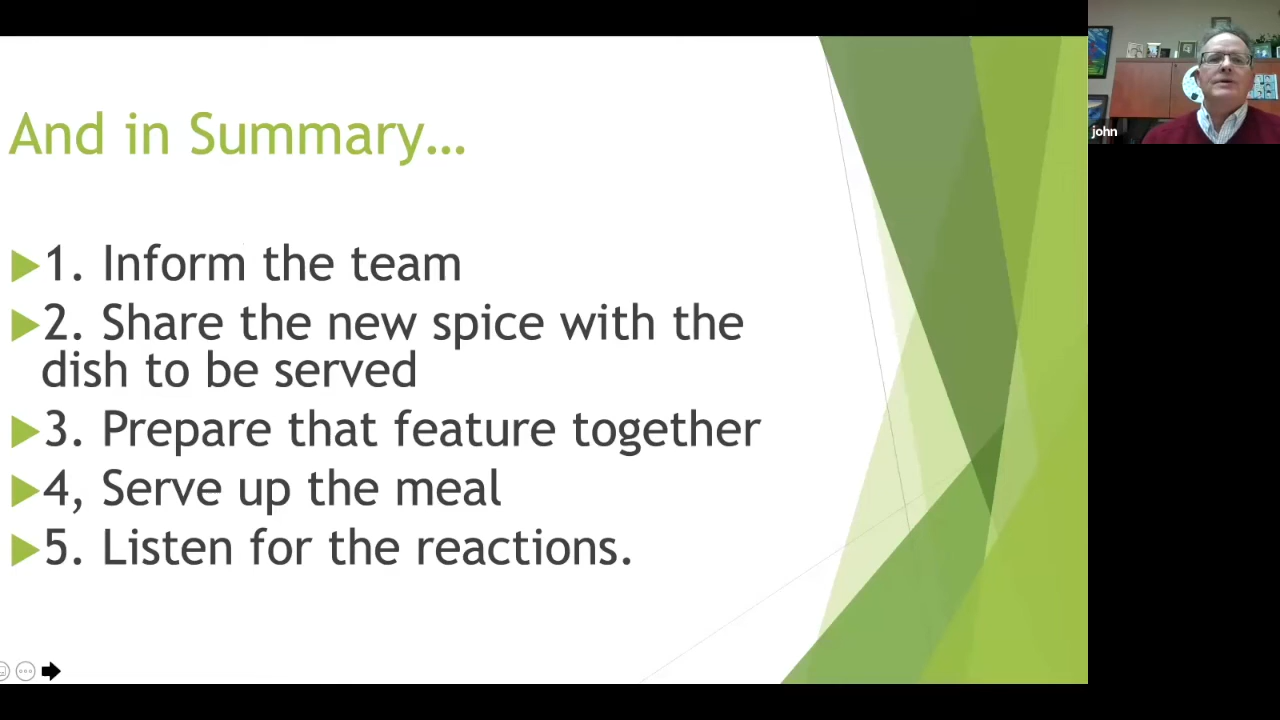 And in Summary...
1. Inform the team
2. Share the new spice with the
dish to be served
3. Prepare that feature together
4, Serve up the meal
5. Listen for the reactions.
john